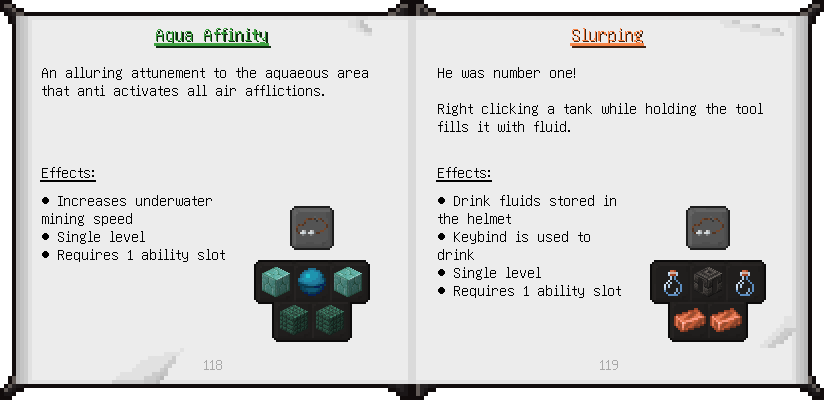 Aqua Affinity
An alluring attunement to the aquaeous area
that anti activates all air afflictions.
Effects:
• Increases underwater
mining speed
• Single level
• Requires 1 ability slot
118
Slurping
He was number one!
Right clicking a tank while holding the tool
fills it with fluid.
Effects:
• Drink fluids stored in
the helmet
• Keybind is used to
drink
• Single level
• Requires 1 ability slot
119